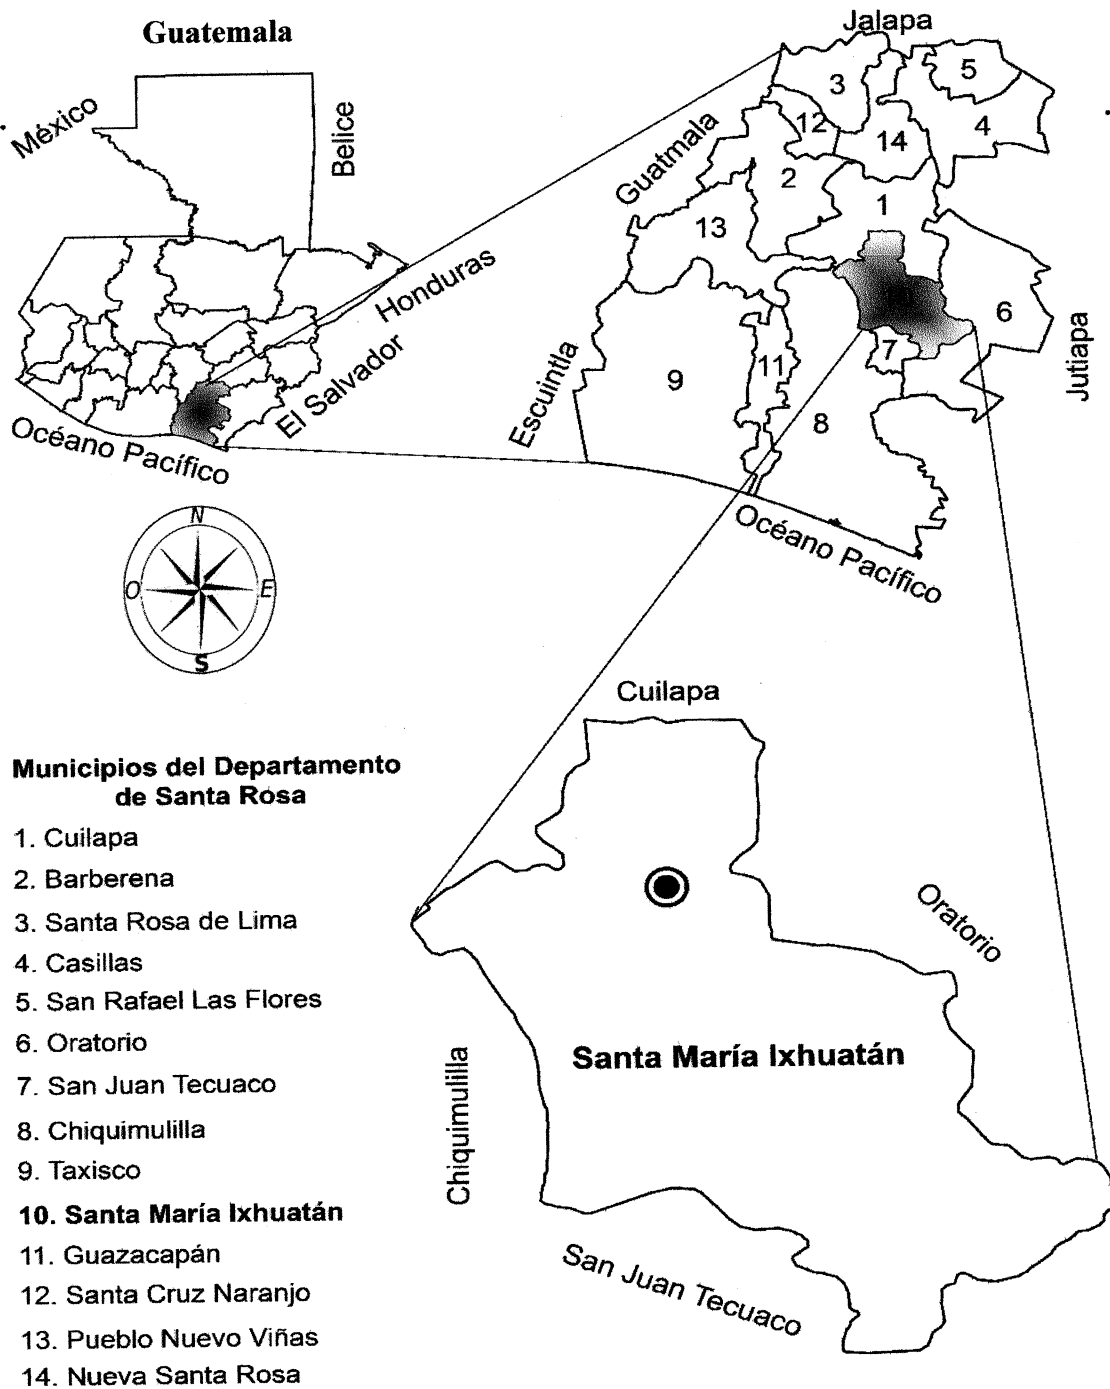 Guatemala
México
Belice
Honduras
El Salvador
Océano Pacífico
N
O
E
S
Jalapa
Guatmala
Escuintla
Jutiapa
Océano Pacífico
3
5
12
14
4
2
1
13
10
6
7
9
11
8
Cuilapa
Oratorio
Santa María Ixhuatán
Chiquimulilla
San Juan Tecuaco
Municipios del Departamento
de Santa Rosa
1. Cuilapa
2. Barberena
3. Santa Rosa de Lima
4. Casillas
5. San Rafael Las Flores
6. Oratorio
7. San Juan Tecuaco
8. Chiquimulilla
9. Taxisco
10. Santa María Ixhuatán
11. Guazacapán
12. Santa Cruz Naranjo
13. Pueblo Nuevo Viñas
14. Nueva Santa Rosa